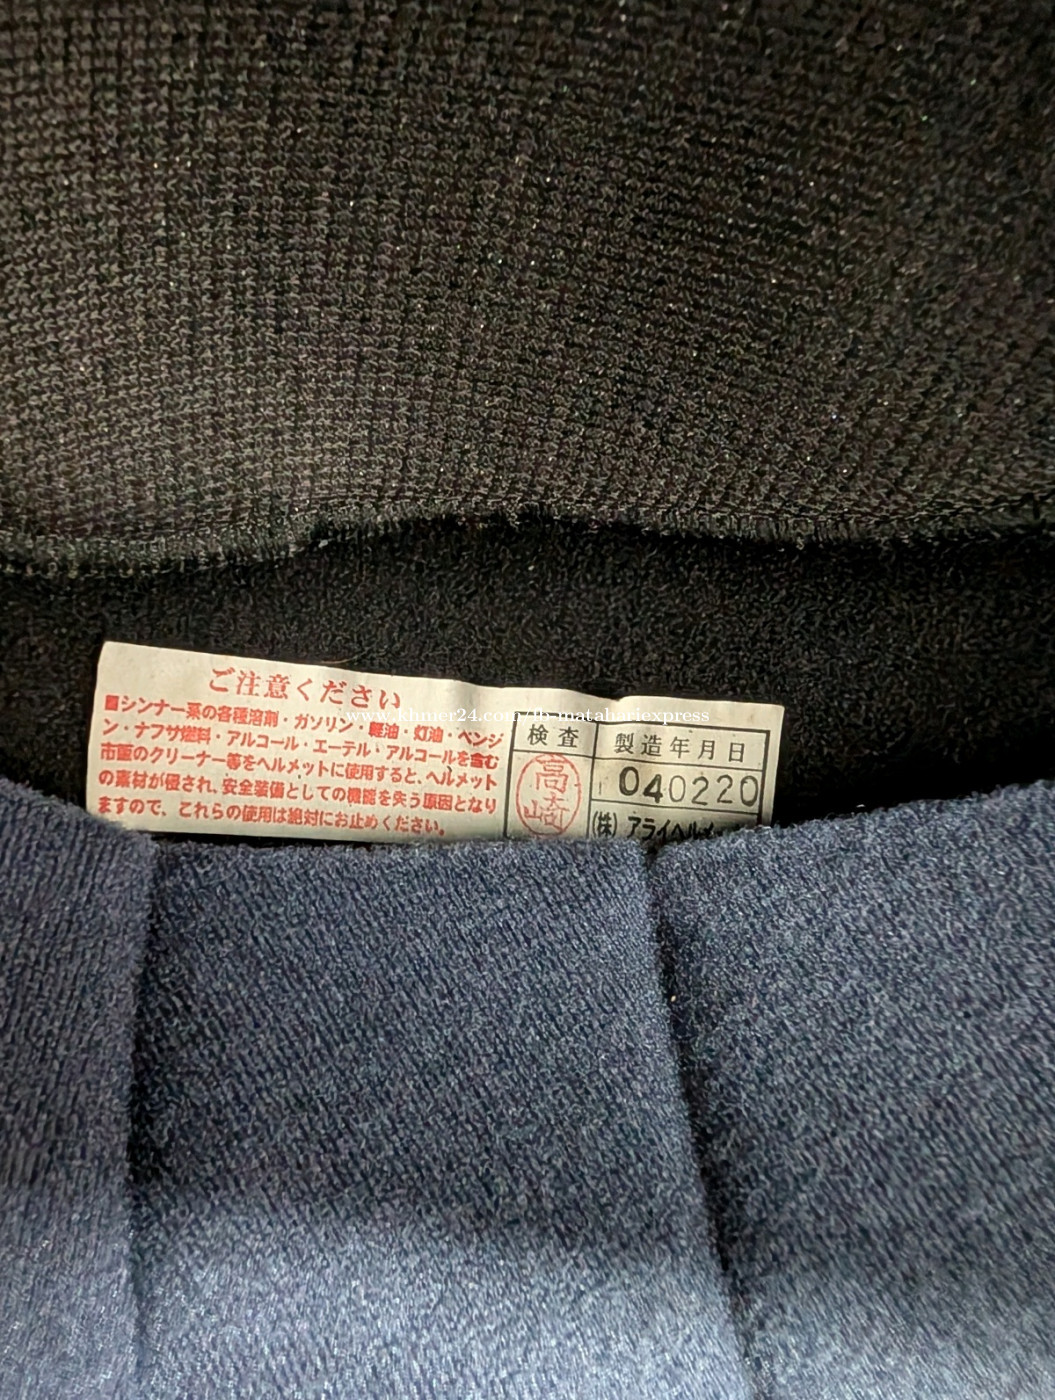 ご注意ください
■シンナー系の各種溶剤・ガソリン・軽油・灯油・ベンジ
ン・ナフサ燃料・アルコール・エーテル・アルコールを含む
市販のクリーナー等をヘルメットに使用すると、ヘルメット
の素材が侵され、安全装備としての機能を失う原因となり
ますので、これらの使用は絶対にお止めください。
検査
高崎
製造年月日
040220
(株) アライヘルメ
www.khmer24.com/lb-matahariexpress